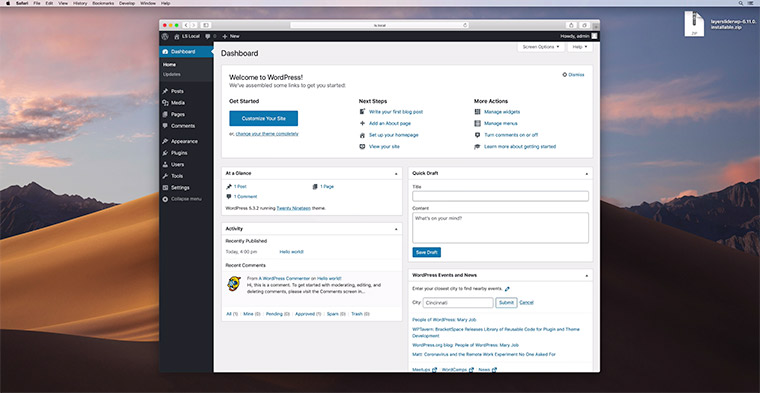 Safari File Edit View History Bookmarks Develop Window Help
layersliderwp-6.11.0.
installable.zip
ZIP
ls.local
LS Local 0 + New
Howdy, admin
Dashboard
Home
Updates
Posts
Media
Pages
Comments
Appearance
Plugins
Users
Tools
Settings
Collapse menu
Screen Options Help
Dashboard
Welcome to WordPress!
We've assembled some links to get you started:
Dismiss
Get Started
Customize Your Site
or, change your theme completely
Next Steps
Write your first blog post
Add an About page
Set up your homepage
View your site
More Actions
Manage widgets
Manage menus
Turn comments on or off
Learn more about getting started
At a Glance
1 Post 1 Page
1 Comment
WordPress 5.3.2 running Twenty Nineteen theme.
Activity
Recently Published
Today, 4:00 pm Hello world!
Recent Comments
From A WordPress Commenter on Hello world!
Hi, this is a comment. To get started with moderating, editing, and
deleting comments, please visit the Comments screen in...
All (1) Mine (0) Pending (0) Approved (1) Spam (0) Trash (0)
Quick Draft
Title
Content
What's on your mind?
Save Draft
WordPress Events and News
Enter your closest city to find nearby events.
City: Cincinnati Submit Cancel
People of WordPress: Mary Job
WPTavern: BracketSpace Releases Library of Reusable Code for Plugin and Theme
Development
WordPress.org blog: People of WordPress: Mary Job
Matt: Coronavirus and the Remote Work Experiment No One Asked For
Meetups WordCamps News